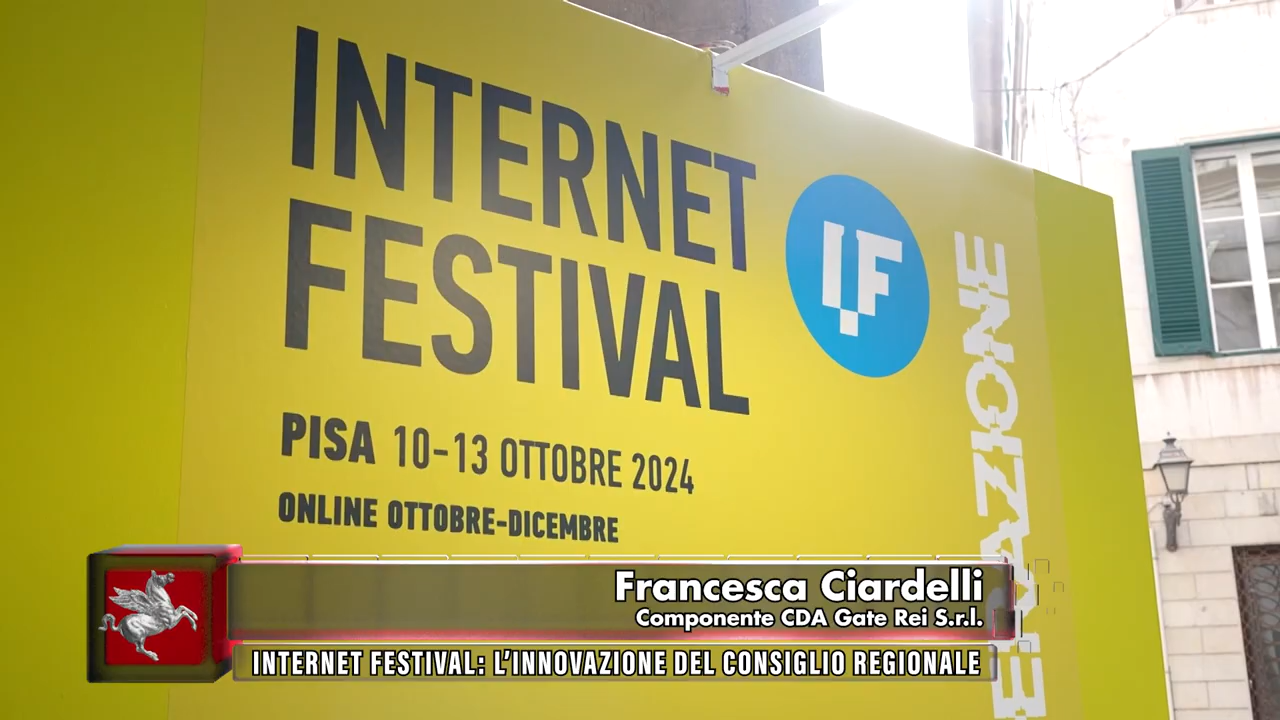 INTERNET
FESTIVAL
IF
PISA 10-13 OTTOBRE 2024
ONLINE OTTOBRE-DICEMBRE
Francesca Ciardelli
Componente CDA Gate Rei S.r.l.
INTERNET FESTIVAL: L'INNOVAZIONE DEL CONSIGLIO REGIONALE